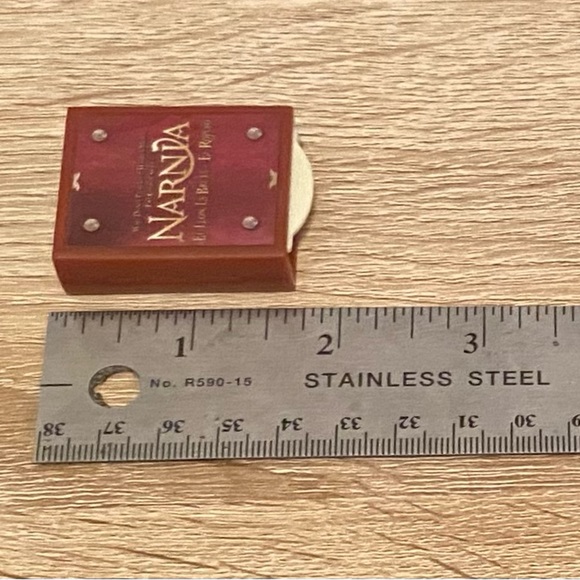 NARNIA
1 2 3
No. R590-15 STAINLESS STEEL
38 37 36 35 34 33 32 31 30